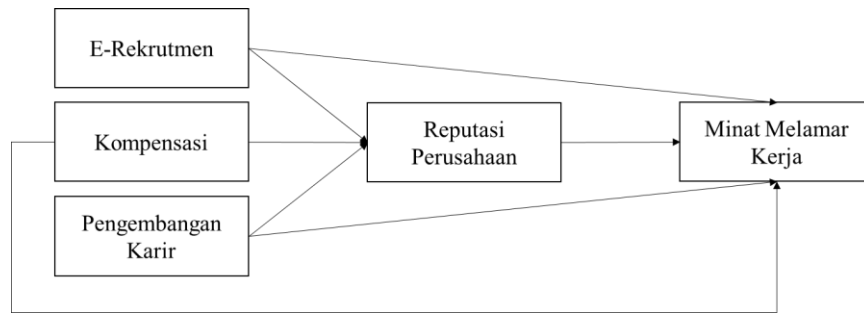 E-Rekrutmen
Kompensasi
Pengembangan
Karir
Reputasi
Perusahaan
Minat Melamar
Kerja